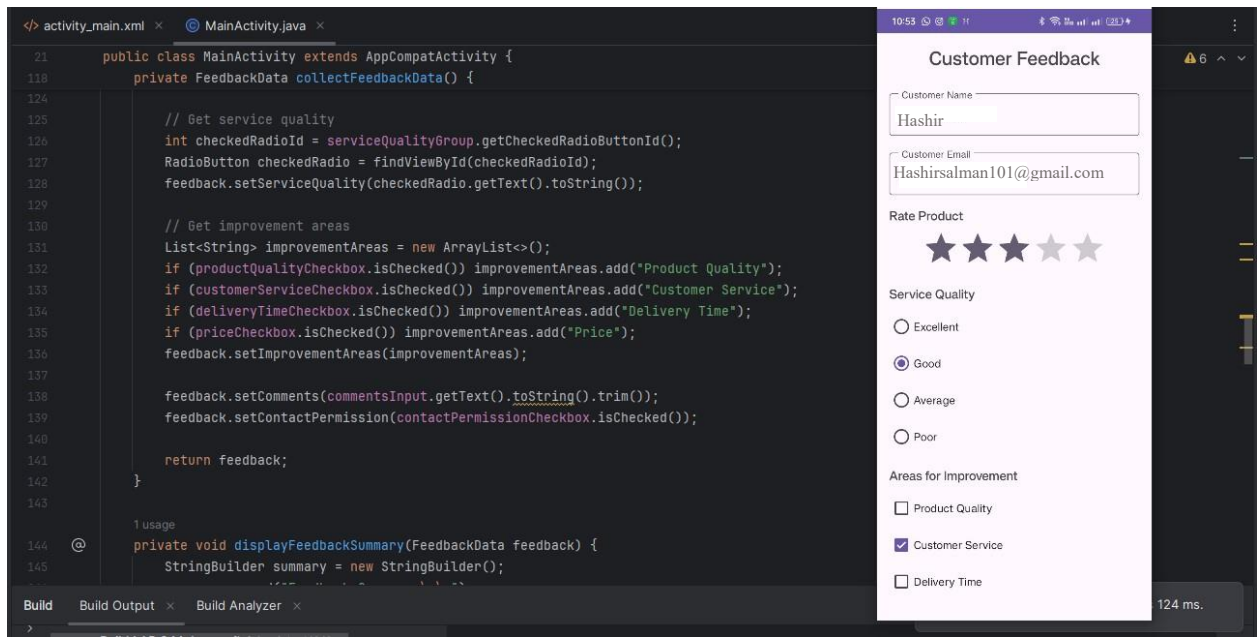 activity_main.xml
MainActivity.java
21 public class MainActivity extends AppCompatActivity {
118 private FeedbackData collectFeedbackData() {
124
125 // Get service quality
126 int checkedRadioId = serviceQualityGroup.getCheckedRadioButtonId();
127 RadioButton checkedRadio = findViewById(checkedRadioId);
128 feedback.setServiceQuality(checkedRadio.getText().toString());
129
130 // Get improvement areas
131 List<String> improvementAreas = new ArrayList<>();
132 if (productQualityCheckbox.isChecked()) improvementAreas.add("Product Quality");
133 if (customerServiceCheckbox.isChecked()) improvementAreas.add("Customer Service");
134 if (deliveryTimeCheckbox.isChecked()) improvementAreas.add("Delivery Time");
135 if (priceCheckbox.isChecked()) improvementAreas.add("Price");
136 feedback.setImprovementAreas(improvementAreas);
137
138 feedback.setComments(commentsInput.getText().toString().trim());
139 feedback.setContactPermission(contactPermissionCheckbox.isChecked());
140
141 return feedback;
142 }
143
1 usage
144 @ private void displayFeedbackSummary(FeedbackData feedback) {
145 StringBuilder summary = new StringBuilder();
Build Build Output Build Analyzer
6
124 ms.
10:53
Customer Feedback
Customer Name
Hashir
Customer Email
Hashirsalman101@gmail.com
Rate Product
Service Quality
Excellent
Good
Average
Poor
Areas for Improvement
Product Quality
Customer Service
Delivery Time